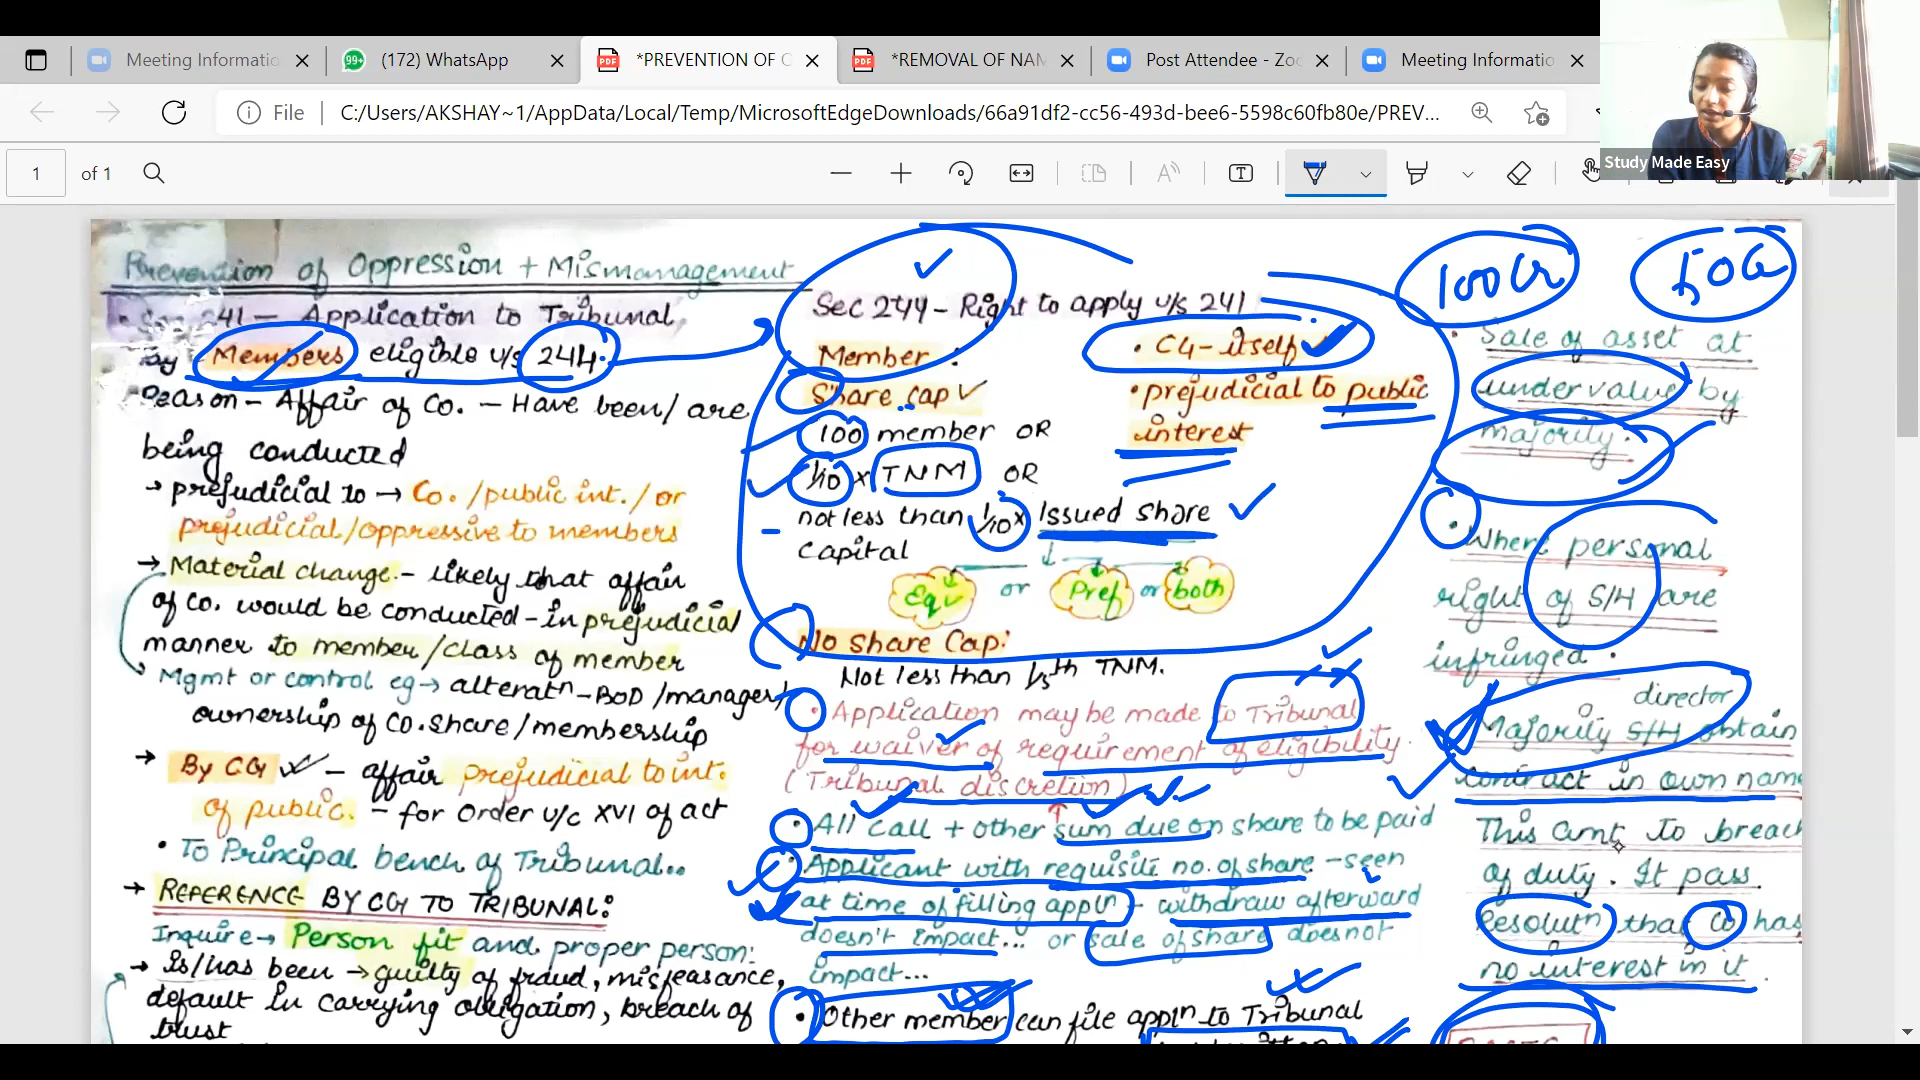 Meeting Informatio
(172) WhatsApp
*PREVENTION OF O
*REMOVAL OF NAM
Post Attendee - Zoo
Meeting Informatio
File
C:/Users/AKSHAY~1/AppData/Local/Temp/MicrosoftEdgeDownloads/66a91df2-cc56-493d-bee6-5598c60fb80e/PREV...
1 of 1
Study Made Easy
Prevention of Oppression + Mismanagement
241 - Application to Tribunal
By Members eligible u/s 244.
Reason - Affair of Co. - Have been/are
being conducted
→ prejudicial to → Co./public int./or
prejudicial/oppressive to members
→ Material change - likely that affair
of Co. would be conducted - in prejudicial
manner to member/class of member
Mgmt or control eg → alteratn - BOD/manager/
ownership of Co. share/membership
→ By CG - affair prejudicial to int.
of public. - for order u/c XVI of act
• To Principal bench of Tribunal..
→ REFERENCE BY CG TO TRIBUNAL:
Inquire → Person fit and proper person:
→ Is/has been → guilty of fraud, misfeasance,
default in carrying obligation, breach of
trust
Sec 244 - Right to apply u/s 241
Member:
Share cap
100 member OR
1/10 x TNM OR
- not less than 1/10 x Issued share
capital
Eq or Pref or both
No Share Cap:
Not less than 1/5th TNM.
• CG - itself
• prejudicial to public
interest
• Application may be made to Tribunal
for waiver of requirement of eligibility.
(Tribunal discretion)
• All call + other sum due on share to be paid
• Applicant with requisite no. of share - seen
at time of filling appln - withdraw afterward
doesn't impact... or sale of share does not
impact...
• Other member can file appln to Tribunal
100 Cr
50 Cr
• Sale of asset at
under value by
majority.
• Where personal
right of S/H are
infringed.
director
Majority S/H obtain
contract in own name
This amt to breach
of duty. It pass
Resolutn that Co has
no interest in it.